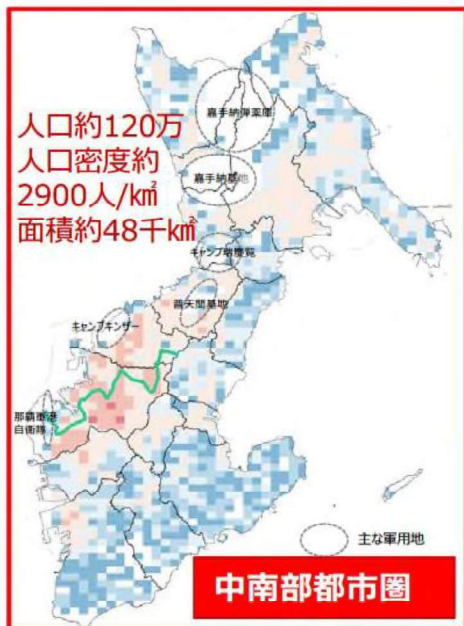 嘉手納弾薬庫
人口約120万
人口密度約
2900人/㎢
面積約48千㎢
嘉手納基地
キャンプ瑞慶覧
普天間基地
キャンプキンザー
那覇軍港
自衛隊
主な軍用地
中南部都市圏